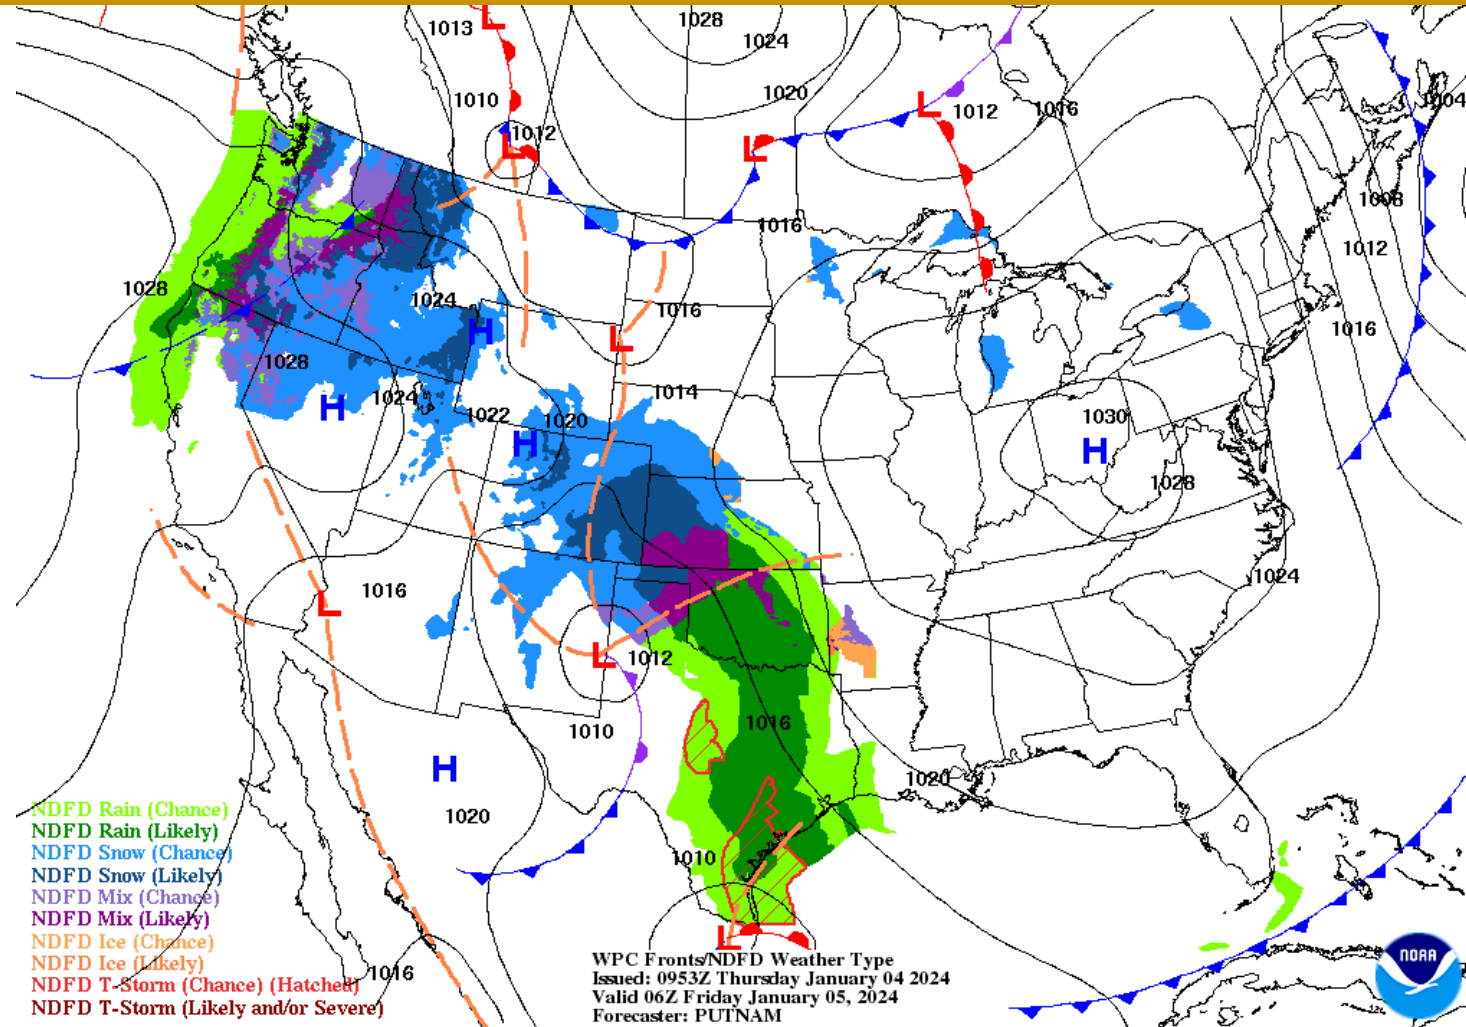 1028
1013
1024
1020
1010
1012
1012
1016
1004
1008
1016
1012
1028
1024
1016
1016
1028
1024
1014
1022
1020
1030
1028
1016
1024
1012
1010
1016
1020
1020
1010
1016
L
L
L
L
L
L
L
L
H
H
H
H
H
NDFD Rain (Chance)
NDFD Rain (Likely)
NDFD Snow (Chance)
NDFD Snow (Likely)
NDFD Mix (Chance)
NDFD Mix (Likely)
NDFD Ice (Chance)
NDFD Ice (Likely)
NDFD T-Storm (Chance) (Hatched)
NDFD T-Storm (Likely and/or Severe)
WPC Fronts/NDFD Weather Type
Issued: 0953Z Thursday January 04 2024
Valid 06Z Friday January 05, 2024
Forecaster: PUTNAM
NOAA